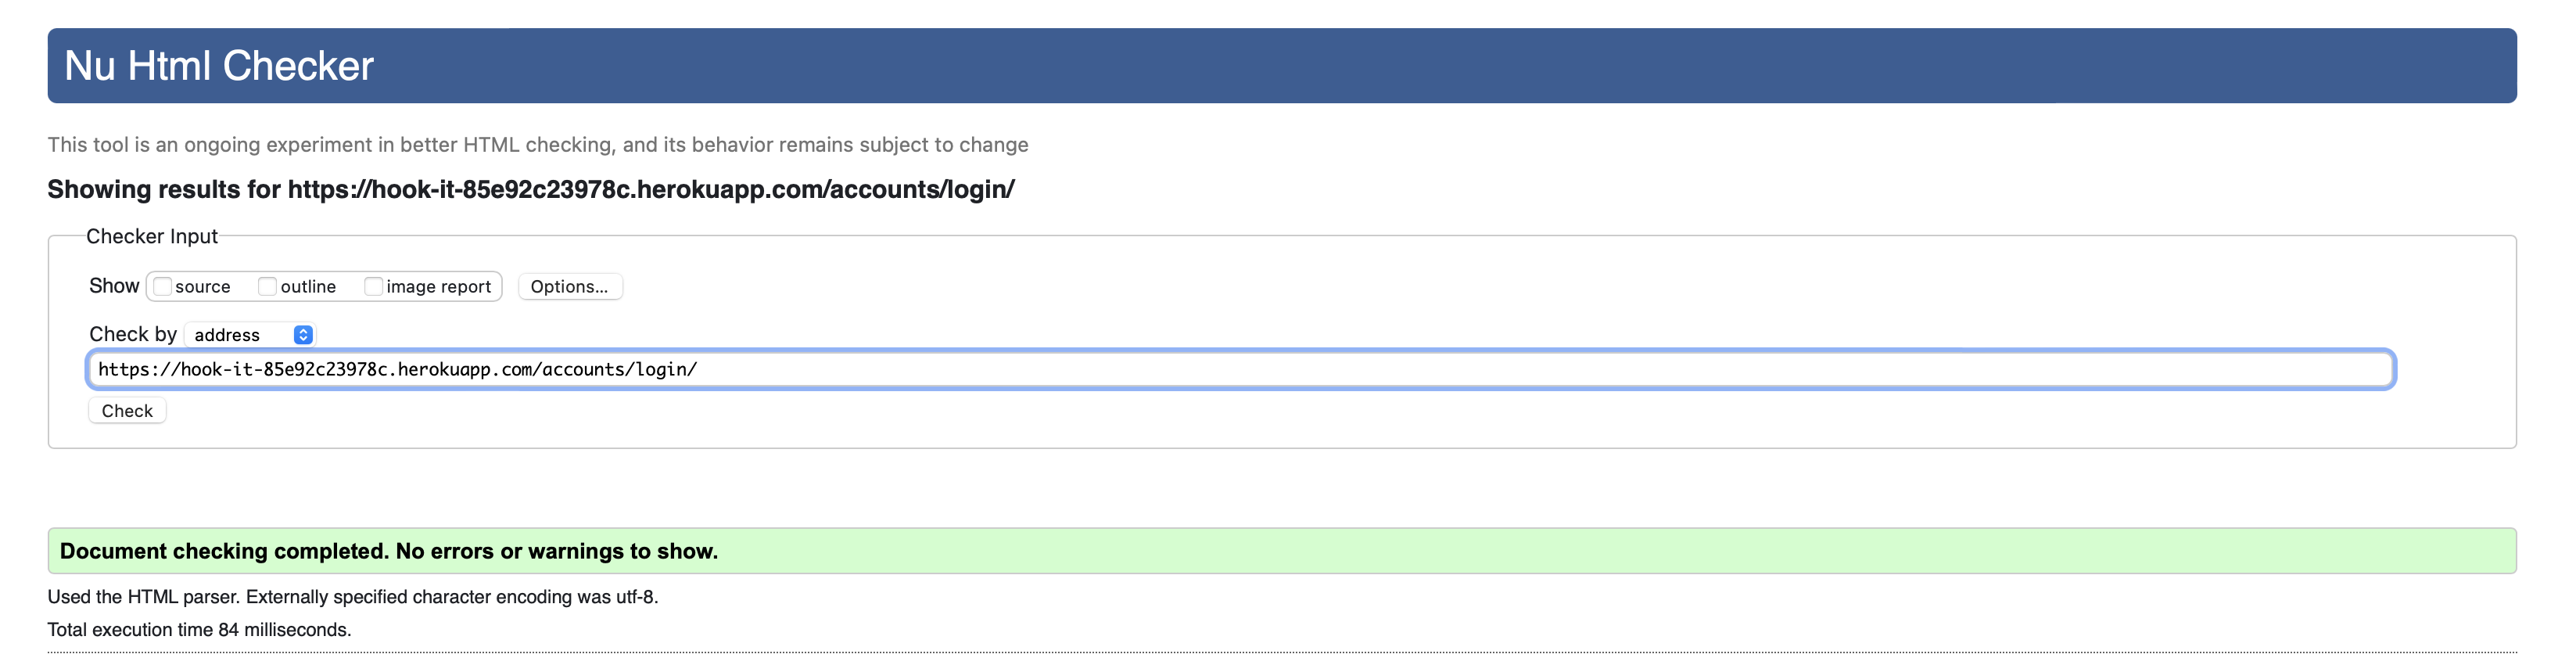 Nu Html Checker
This tool is an ongoing experiment in better HTML checking, and its behavior remains subject to change
Showing results for https://hook-it-85e92c23978c.herokuapp.com/accounts/login/
Checker Input
Show source outline image report Options...
Check by address
https://hook-it-85e92c23978c.herokuapp.com/accounts/login/
Check
Document checking completed. No errors or warnings to show.
Used the HTML parser. Externally specified character encoding was utf-8.
Total execution time 84 milliseconds.